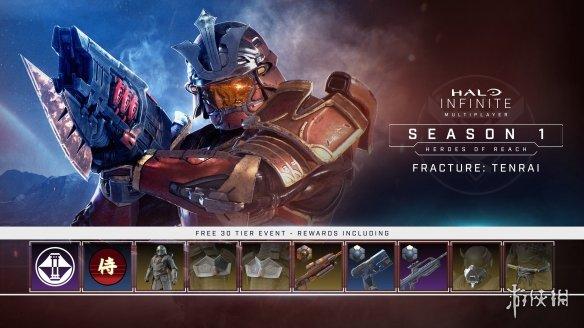 HALO
INFINITE
MULTIPLAYER
SEASON 1
HEROES OF REACH
FRACTURE: TENRAI
FREE 30 TIER EVENT - REWARDS INCLUDING
侍
游侠网